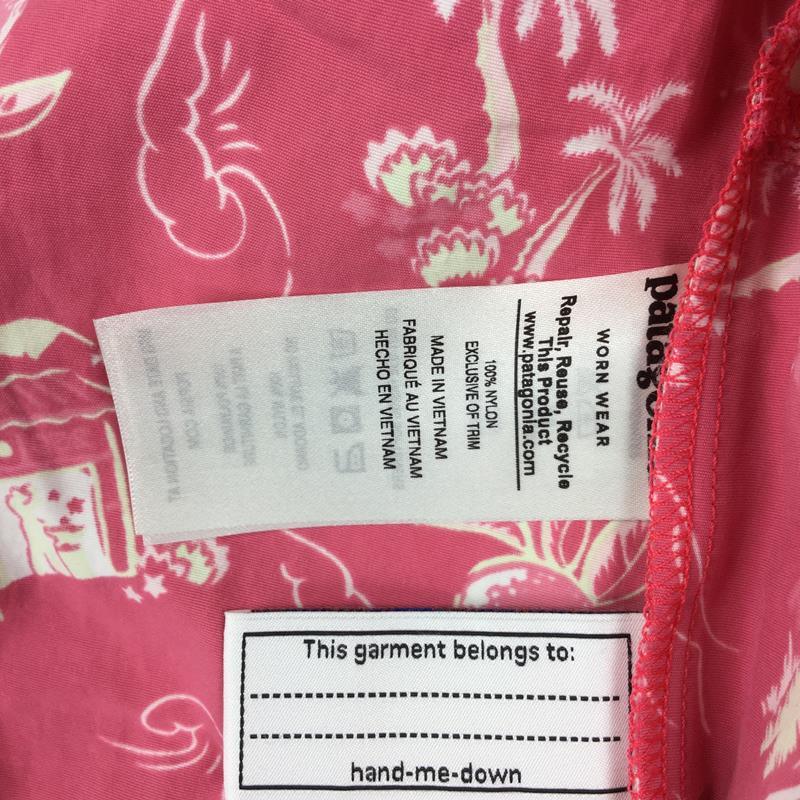 patagonia
WORN WEAR
Repair, Reuse, Recycle
This Product
www.patagonia.com
100% NYLON
EXCLUSIVE OF TRIM
MADE IN VIETNAM
FABRIQUÉ AU VIETNAM
HECHO EN VIETNAM
This garment belongs to:
hand-me-down